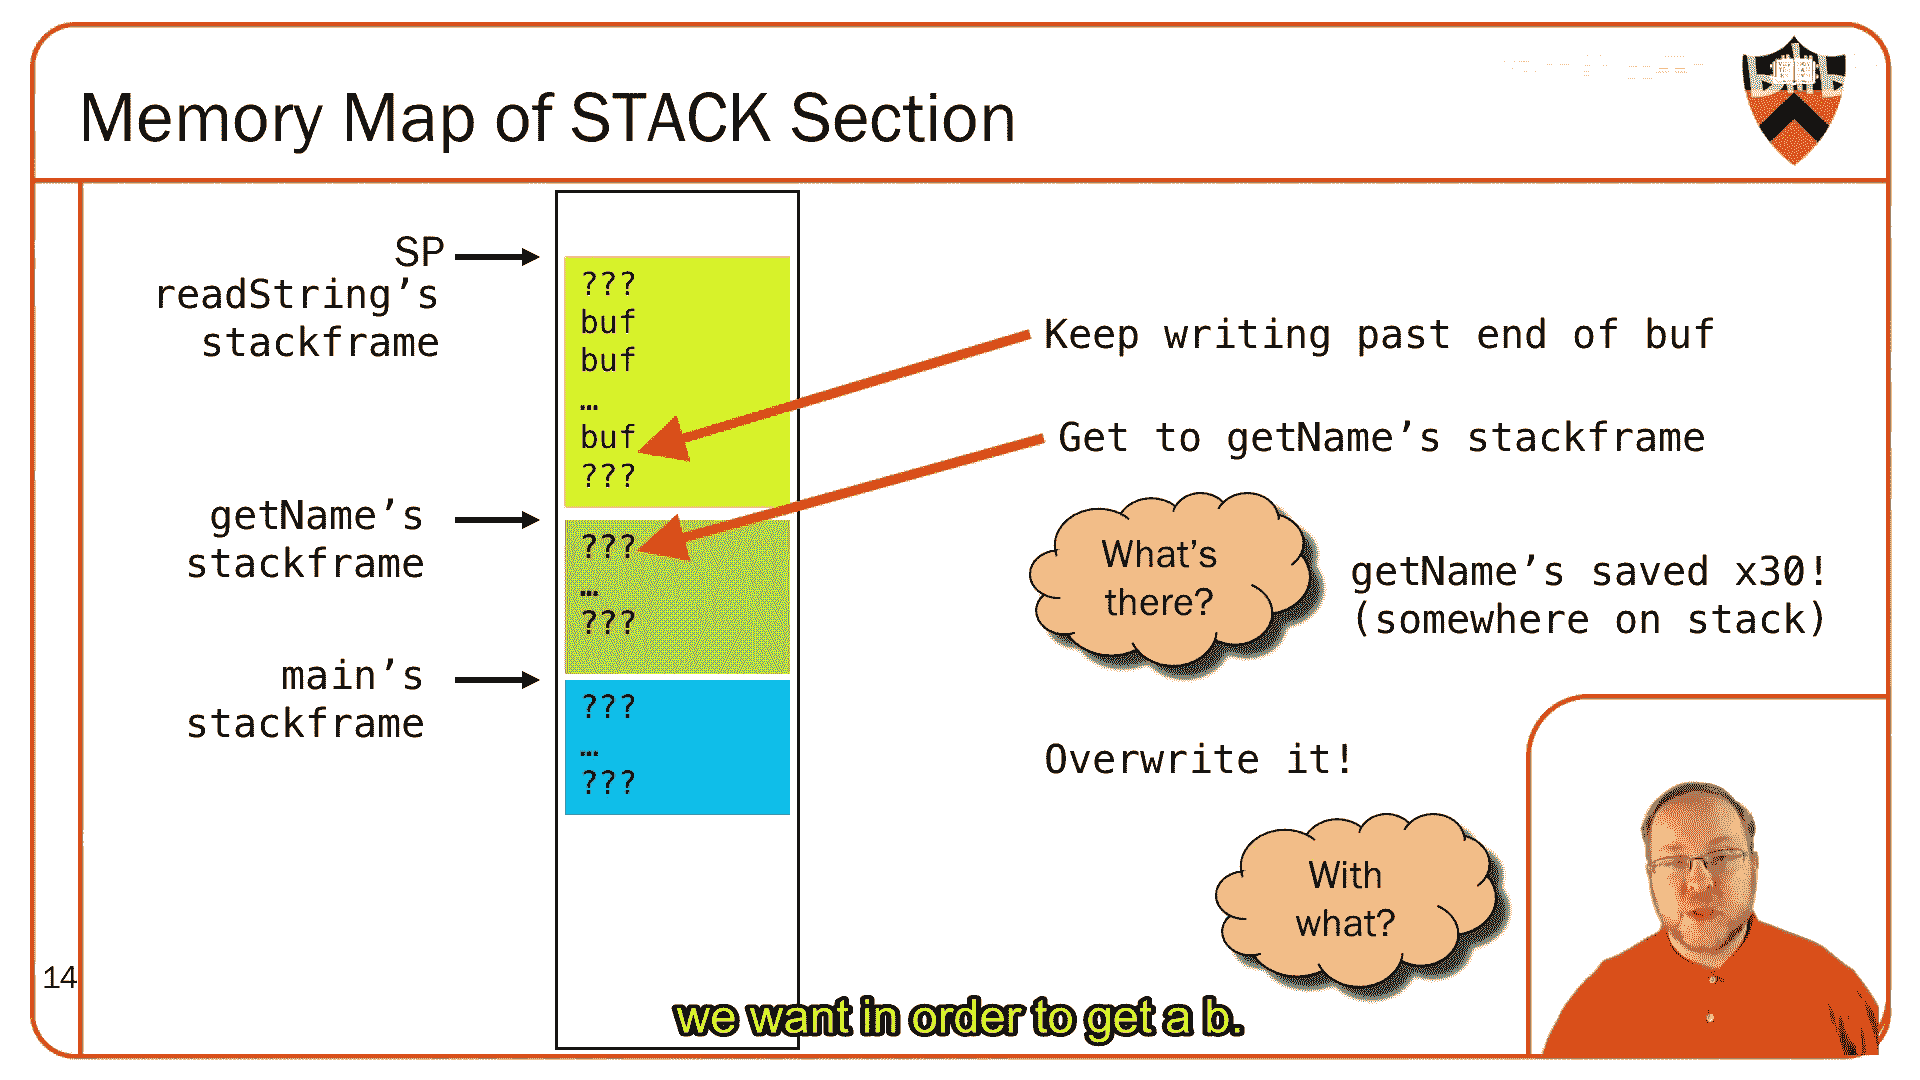 Memory Map of STACK Section
SP
readString’s
stackframe
???
buf
buf
…
buf
???
getName’s
stackframe
???
…
???
main’s
stackframe
???
…
???
Keep writing past end of buf
Get to getName’s stackframe
What’s
there?
getName’s saved x30!
(somewhere on stack)
Overwrite it!
With
what?
14
we want in order to get a b.